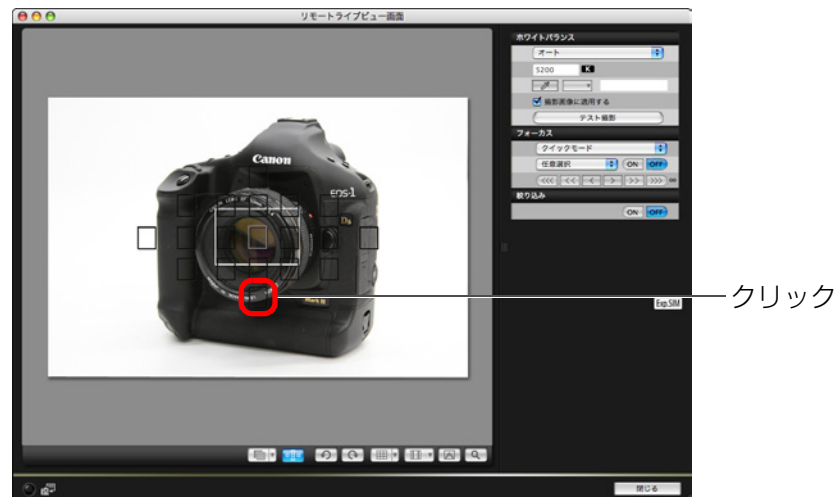 リモートライブビュー画面
ホワイトバランス
オート
5200 K
撮影画像に適用する
テスト撮影
フォーカス
クイックモード
任意選択 ON OFF
<<< << < > >> >>> ∞
絞り込み
ON OFF
Canon
EOS-1
Ds
Mark III
クリック
Exp.SIM
閉じる